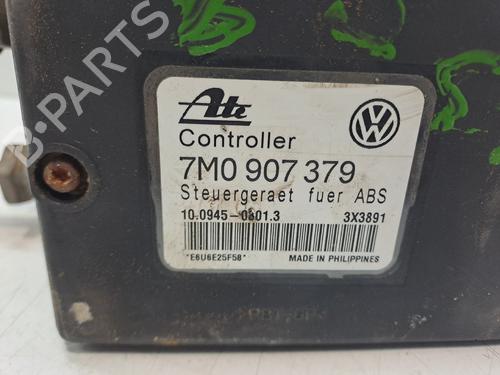 Ate
Controller
7M0 907 379
Steuergeraet fuer ABS
10.0945-0301.3 3X3891
*E6U6E25F58* MADE IN PHILIPPINES
B-PARTS